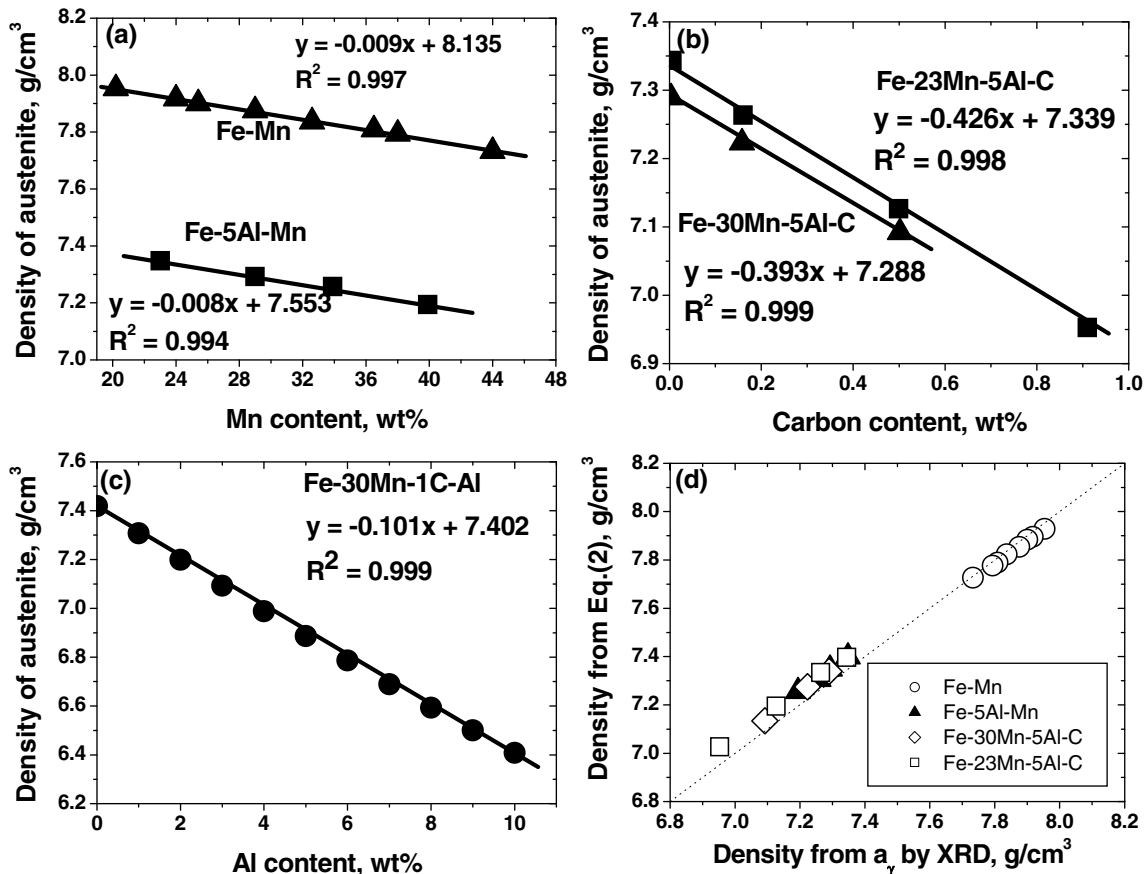 (a)
y = -0.009x + 8.135
R² = 0.997
Fe-Mn
Fe-5Al-Mn
y = -0.008x + 7.553
R² = 0.994
Density of austenite, g/cm³
8.2
8.0
7.8
7.6
7.4
7.2
7.0
20 24 28 32 36 40 44 48
Mn content, wt%
(b)
Fe-23Mn-5Al-C
y = -0.426x + 7.339
R² = 0.998
Fe-30Mn-5Al-C
y = -0.393x + 7.288
R² = 0.999
Density of austenite, g/cm³
7.4
7.3
7.2
7.1
7.0
6.9
0.0 0.2 0.4 0.6 0.8 1.0
Carbon content, wt%
(c)
Fe-30Mn-1C-Al
y = -0.101x + 7.402
R² = 0.999
Density of austenite, g/cm³
7.6
7.4
7.2
7.0
6.8
6.6
6.4
6.2
0 2 4 6 8 10
Al content, wt%
(d)
Density from Eq.(2), g/cm³
8.2
8.0
7.8
7.6
7.4
7.2
7.0
6.8
Fe-Mn
Fe-5Al-Mn
Fe-30Mn-5Al-C
Fe-23Mn-5Al-C
6.8 7.0 7.2 7.4 7.6 7.8 8.0 8.2
Density from aᵧ by XRD, g/cm³